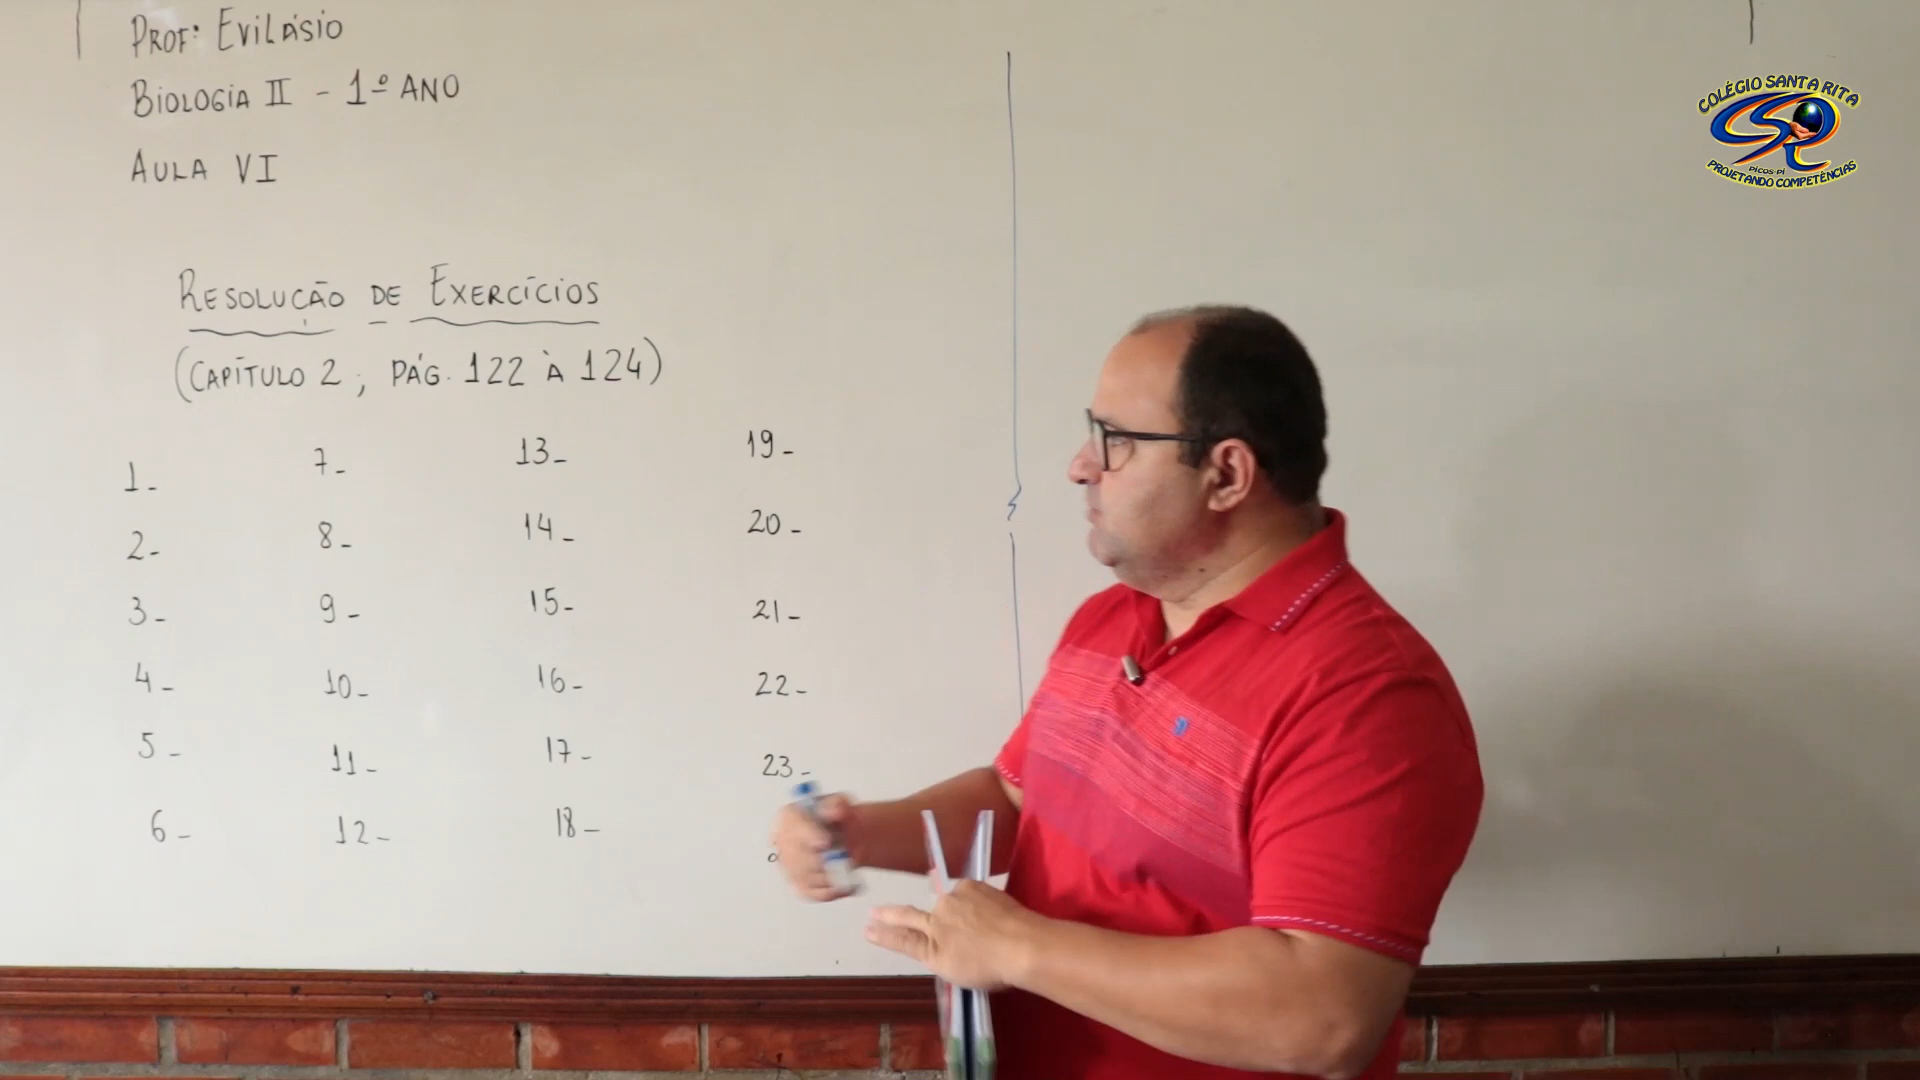 PROF: EVILÁSIO
BIOLOGIA II - 1º ANO
AULA VI
RESOLUÇÃO DE EXERCÍCIOS
(CAPÍTULO 2, PÁG. 122 À 124)
1-
2-
3-
4-
5-
6-
7-
8-
9-
10-
11-
12-
13-
14-
15-
16-
17-
18-
19-
20-
21-
22-
23-
COLÉGIO SANTA RITA
CSR
PICOS-PI
PROJETANDO COMPETÊNCIAS